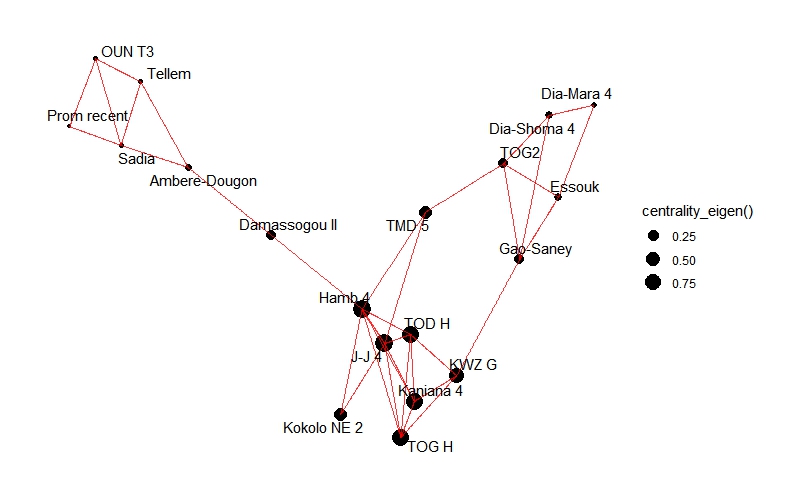 OUN T3
Tellem
Dia-Mara 4
Prom recent
Dia-Shoma 4
Sadia
TOG2
Ambere-Dougon
Essouk
centrality_eigen()
Damassogou II
TMD 5
0.25
Gao-Saney
0.50
0.75
Hamb 4
TOD H
J-J 4
KWZ G
Kaniana 4
Kokolo NE 2
TOG H